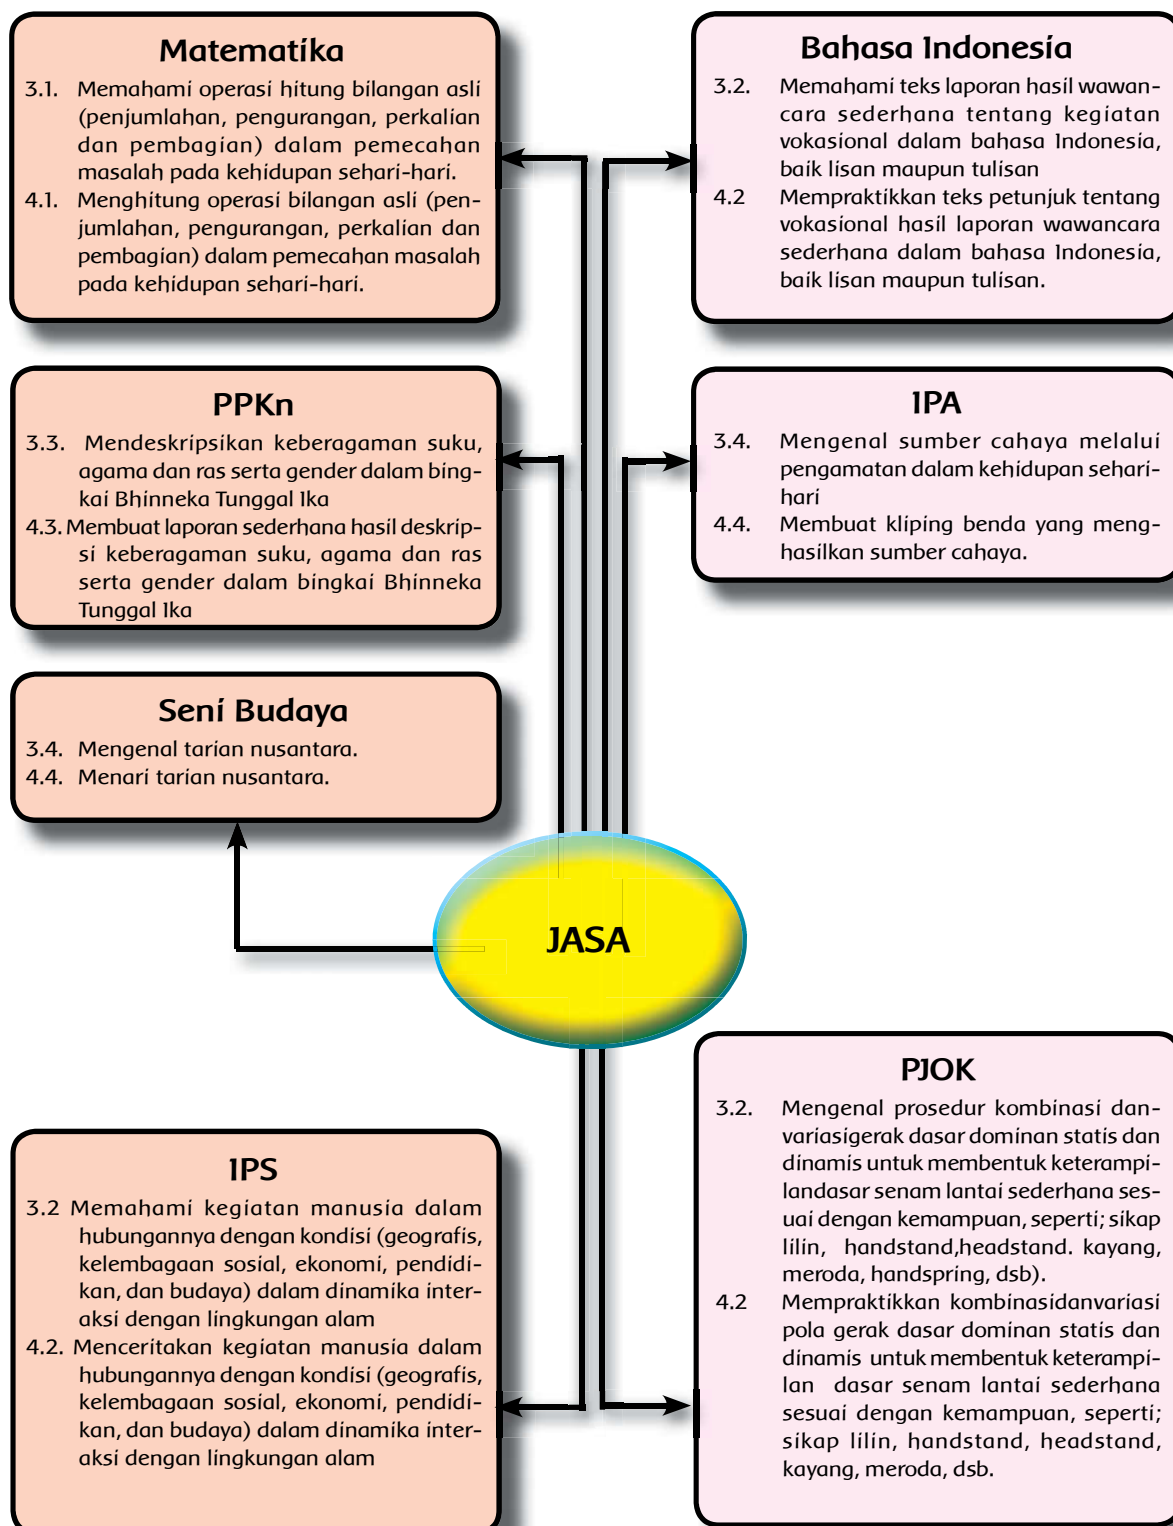 Matematika
3.1. Memahami operasi hitung bilangan asli
(penjumlahan, pengurangan, perkalian
dan pembagian) dalam pemecahan
masalah pada kehidupan sehari-hari.
4.1. Menghitung operasi bilangan asli (pen-
jumlahan, pengurangan, perkalian dan
pembagian) dalam pemecahan masalah
pada kehidupan sehari-hari.
Bahasa Indonesia
3.2. Memahami teks laporan hasil wawan-
cara sederhana tentang kegiatan
vokasional dalam bahasa Indonesia,
baik lisan maupun tulisan
4.2 Mempraktikkan teks petunjuk tentang
vokasional hasil laporan wawancara
sederhana dalam bahasa Indonesia,
baik lisan maupun tulisan.
PPKn
3.3. Mendeskripsikan keberagaman suku,
agama dan ras serta gender dalam bing-
kai Bhinneka Tunggal Ika
4.3. Membuat laporan sederhana hasil deskrip-
si keberagaman suku, agama dan ras
serta gender dalam bingkai Bhinneka
Tunggal Ika
IPA
3.4. Mengenal sumber cahaya melalui
pengamatan dalam kehidupan sehari-
hari
4.4. Membuat kliping benda yang meng-
hasilkan sumber cahaya.
Seni Budaya
3.4. Mengenal tarian nusantara.
4.4. Menari tarian nusantara.
JASA
IPS
3.2 Memahami kegiatan manusia dalam
hubungannya dengan kondisi (geografis,
kelembagaan sosial, ekonomi, pendidi-
kan, dan budaya) dalam dinamika inter-
aksi dengan lingkungan alam
4.2. Menceritakan kegiatan manusia dalam
hubungannya dengan kondisi (geografis,
kelembagaan sosial, ekonomi, pendidi-
kan, dan budaya) dalam dinamika inter-
aksi dengan lingkungan alam
PJOK
3.2. Mengenal prosedur kombinasi dan-
variasigerak dasar dominan statis dan
dinamis untuk membentuk keterampi-
landasar senam lantai sederhana ses-
uai dengan kemampuan, seperti; sikap
lilin, handstand,headstand. kayang,
meroda, handspring, dsb).
4.2 Mempraktikkan kombinasidanvariasi
pola gerak dasar dominan statis dan
dinamis untuk membentuk keterampi-
lan dasar senam lantai sederhana
sesuai dengan kemampuan, seperti;
sikap lilin, handstand, headstand,
kayang, meroda, dsb.